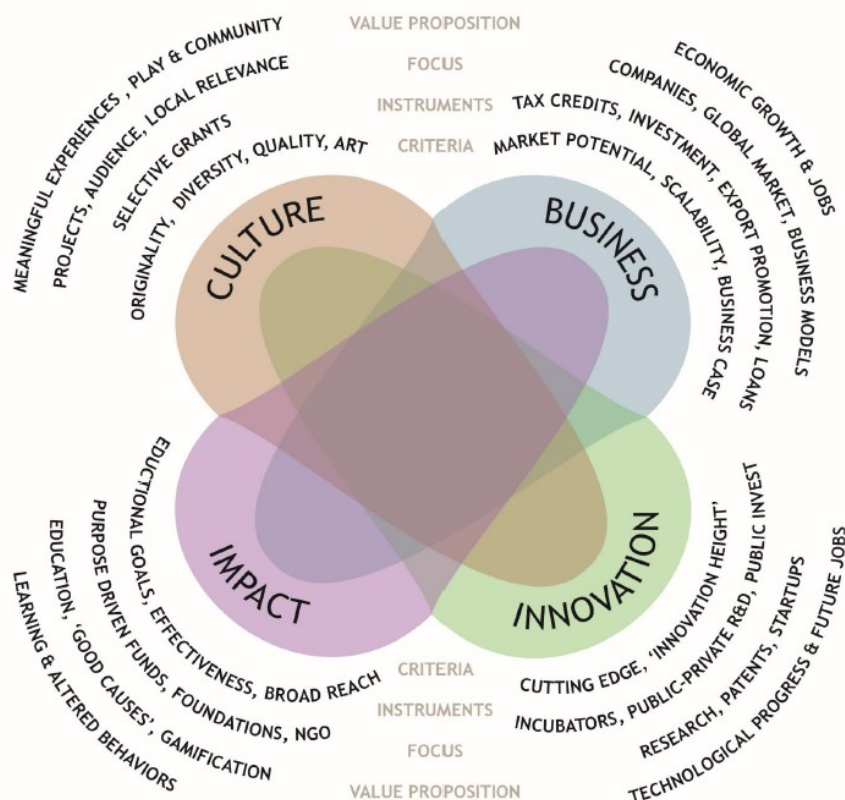 VALUE PROPOSITION
FOCUS
INSTRUMENTS
CRITERIA
MEANINGFUL EXPERIENCES , PLAY & COMMUNITY
PROJECTS, AUDIENCE, LOCAL RELEVANCE
SELECTIVE GRANTS
ORIGINALITY, DIVERSITY, QUALITY, ART
CULTURE
ECONOMIC GROWTH & JOBS
COMPANIES, GLOBAL MARKET, BUSINESS MODELS
TAX CREDITS, INVESTMENT, EXPORT PROMOTION, LOANS
MARKET POTENTIAL, SCALABILITY, BUSINESS CASE
BUSINESS
IMPACT
EDUCTIONAL GOALS, EFFECTIVENESS, BROAD REACH
PURPOSE DRIVEN FUNDS, FOUNDATIONS, NGO
EDUCATION, ‘GOOD CAUSES’, GAMIFICATION
LEARNING & ALTERED BEHAVIORS
INNOVATION
CUTTING EDGE, ‘INNOVATION HEIGHT’
INCUBATORS, PUBLIC-PRIVATE R&D, PUBLIC INVEST
RESEARCH, PATENTS, STARTUPS
TECHNOLOGICAL PROGRESS & FUTURE JOBS
CRITERIA
INSTRUMENTS
FOCUS
VALUE PROPOSITION